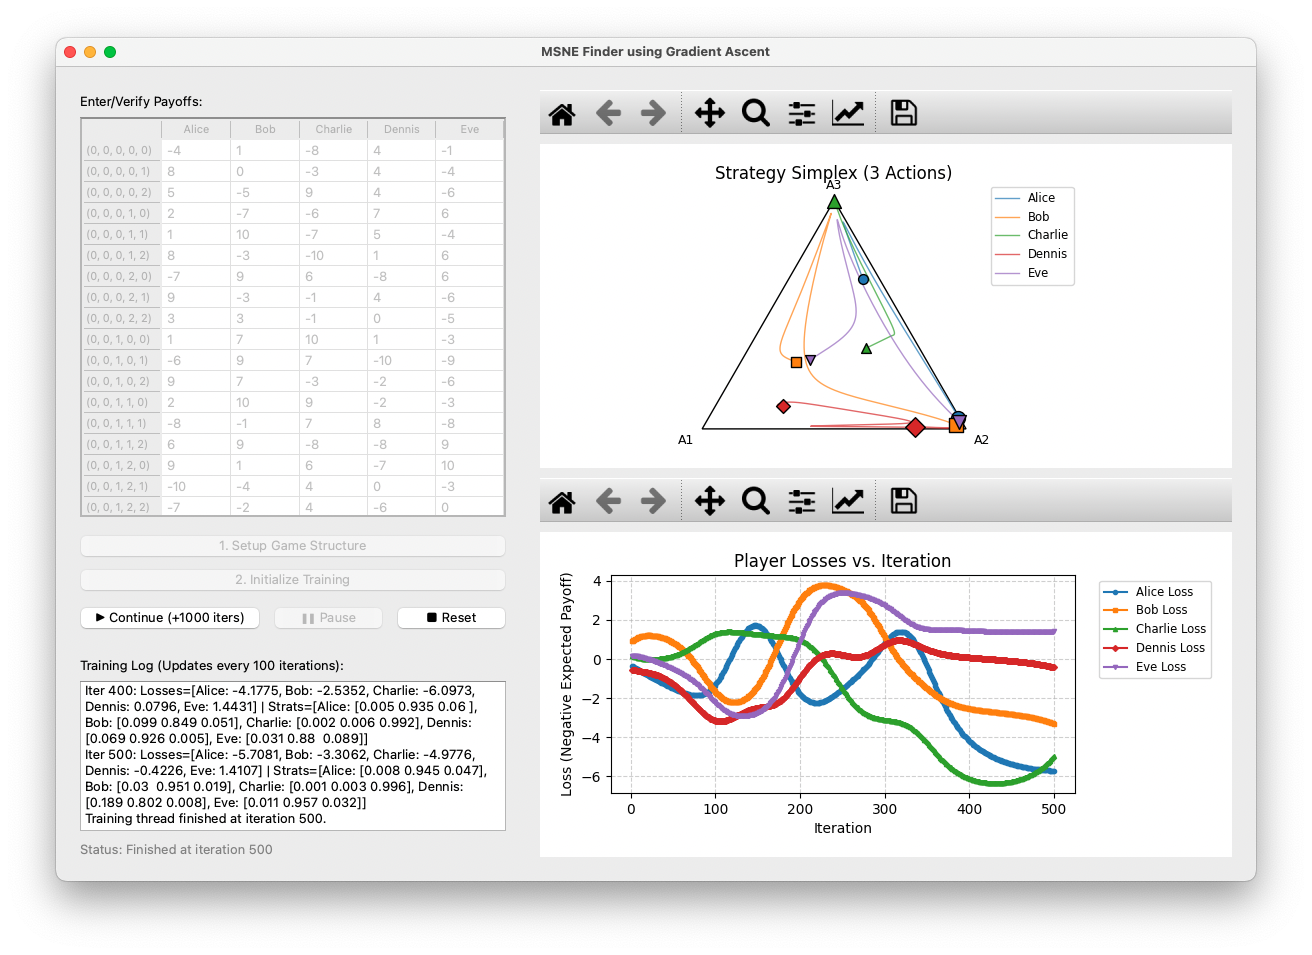 MSNE Finder using Gradient Ascent
Enter/Verify Payoffs:
Alice Bob Charlie Dennis Eve
(0, 0, 0, 0, 0) -4 1 -8 4 -1
(0, 0, 0, 0, 1) 8 0 -3 4 -4
(0, 0, 0, 0, 2) 5 -5 9 4 -6
(0, 0, 0, 1, 0) 2 -7 -6 7 6
(0, 0, 0, 1, 1) 1 10 -7 5 -4
(0, 0, 0, 1, 2) 8 -3 -10 1 6
(0, 0, 0, 2, 0) -7 9 6 -8 6
(0, 0, 0, 2, 1) 9 -3 -1 4 -6
(0, 0, 0, 2, 2) 3 3 -1 0 -5
(0, 0, 1, 0, 0) 1 7 10 1 -3
(0, 0, 1, 0, 1) -6 9 7 -10 -9
(0, 0, 1, 0, 2) 9 7 -3 -2 -6
(0, 0, 1, 1, 0) 2 10 9 -2 -3
(0, 0, 1, 1, 1) -8 -1 7 8 -8
(0, 0, 1, 1, 2) 6 9 -8 -8 9
(0, 0, 1, 2, 0) 9 1 6 -7 10
(0, 0, 1, 2, 1) -10 -4 4 0 -3
(0, 0, 1, 2, 2) -7 -2 4 -6 0
1. Setup Game Structure
2. Initialize Training
Continue (+1000 iters)
Pause
Reset
Training Log (Updates every 100 iterations):
Iter 400: Losses=[Alice: -4.1775, Bob: -2.5352, Charlie: -6.0973,
Dennis: 0.0796, Eve: 1.4431] | Strats=[Alice: [0.005 0.935 0.06 ],
Bob: [0.099 0.849 0.051], Charlie: [0.002 0.006 0.992], Dennis:
[0.069 0.926 0.005], Eve: [0.031 0.88  0.089]]
Iter 500: Losses=[Alice: -5.7081, Bob: -3.3062, Charlie: -4.9776,
Dennis: -0.4226, Eve: 1.4107] | Strats=[Alice: [0.008 0.945 0.047],
Bob: [0.03  0.951 0.019], Charlie: [0.001 0.003 0.996], Dennis:
[0.189 0.802 0.008], Eve: [0.011 0.957 0.032]]
Training thread finished at iteration 500.
Status: Finished at iteration 500
Strategy Simplex (3 Actions)
A3
A1
A2
Alice
Bob
Charlie
Dennis
Eve
Player Losses vs. Iteration
Loss (Negative Expected Payoff)
4
2
0
−2
−4
−6
0 100 200 300 400 500
Iteration
Alice Loss
Bob Loss
Charlie Loss
Dennis Loss
Eve Loss